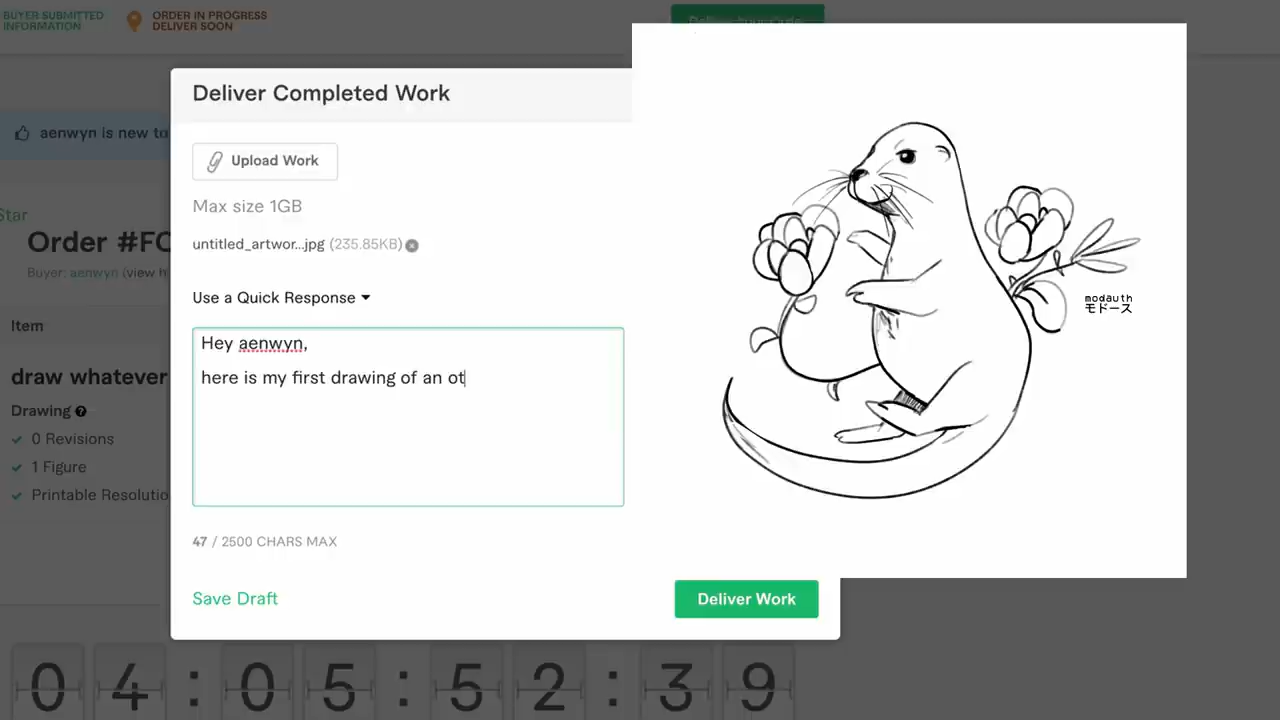 BUYER SUBMITTED
INFORMATION
ORDER IN PROGRESS
DELIVER SOON
Deliver Completed Work
aenwyn is new to
Upload Work
Max size 1GB
Star
untitled_artwor...jpg (235.85KB)
Order #FO
Buyer: aenwyn (view h
Use a Quick Response
Item
Hey aenwyn,
here is my first drawing of an ot
draw whatever
Drawing
0 Revisions
1 Figure
Printable Resolutio
47 / 2500 CHARS MAX
Save Draft
Deliver Work
modauth
モドース
04 : 05 : 52 : 39